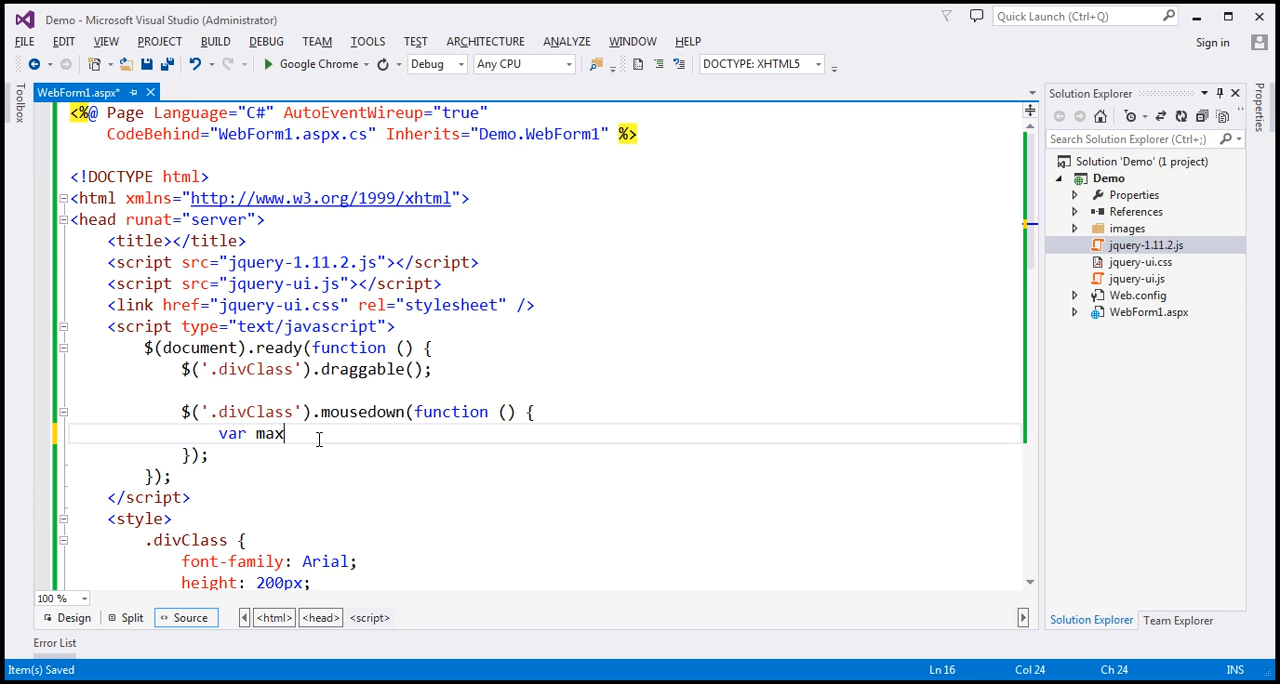 Demo - Microsoft Visual Studio (Administrator)
Quick Launch (Ctrl+Q)
FILE EDIT VIEW PROJECT BUILD DEBUG TEAM TOOLS TEST ARCHITECTURE ANALYZE WINDOW HELP
Sign in
Google Chrome Debug Any CPU DOCTYPE: XHTML5
Toolbox
WebForm1.aspx*
<%@ Page Language="C#" AutoEventWireup="true"
CodeBehind="WebForm1.aspx.cs" Inherits="Demo.WebForm1" %>
<!DOCTYPE html>
<html xmlns="http://www.w3.org/1999/xhtml">
<head runat="server">
<title></title>
<script src="jquery-1.11.2.js"></script>
<script src="jquery-ui.js"></script>
<link href="jquery-ui.css" rel="stylesheet" />
<script type="text/javascript">
$(document).ready(function () {
$('.divClass').draggable();
$('.divClass').mousedown(function () {
var max
});
});
</script>
<style>
.divClass {
font-family: Arial;
height: 200px;
100 %
Design Split Source <html> <head> <script>
Error List
Solution Explorer
Search Solution Explorer (Ctrl+;)
Solution 'Demo' (1 project)
Demo
Properties
References
images
jquery-1.11.2.js
jquery-ui.css
jquery-ui.js
Web.config
WebForm1.aspx
Solution Explorer Team Explorer
Properties
Item(s) Saved Ln 16 Col 24 Ch 24 INS